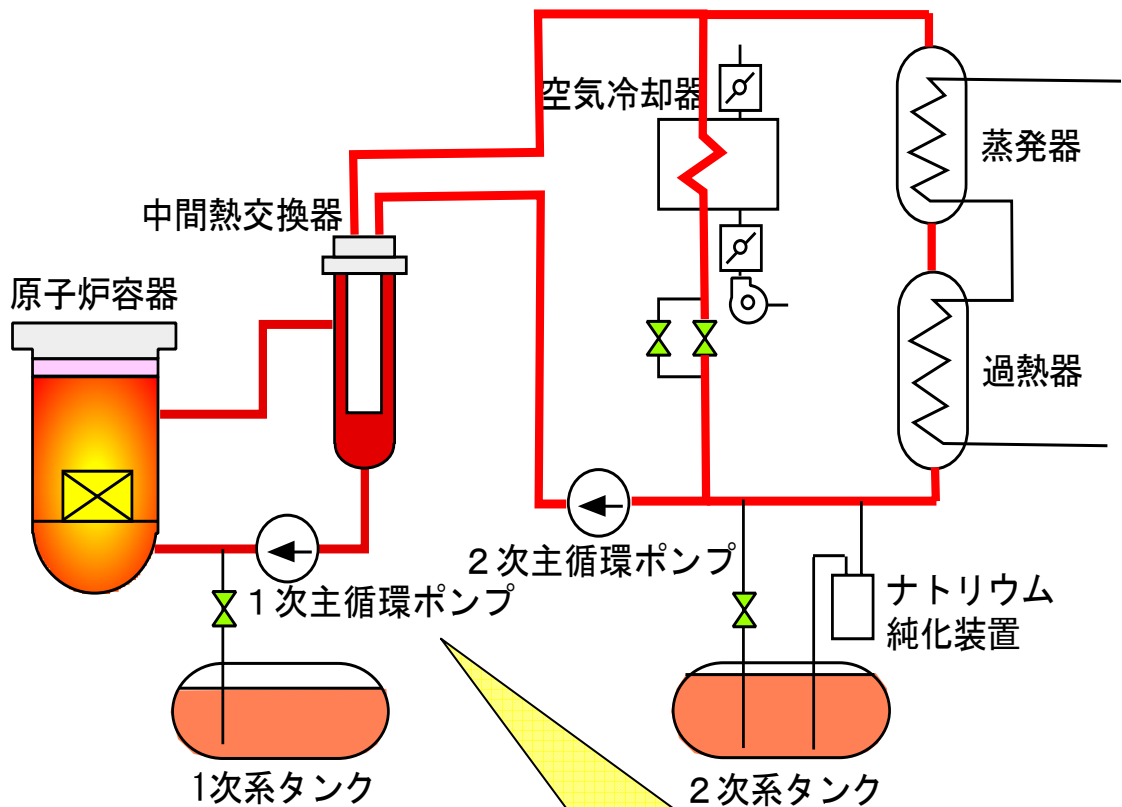 空気冷却器
蒸発器
中間熱交換器
原子炉容器
過熱器
２次主循環ポンプ
１次主循環ポンプ
ナトリウム
純化装置
1次系タンク
２次系タンク